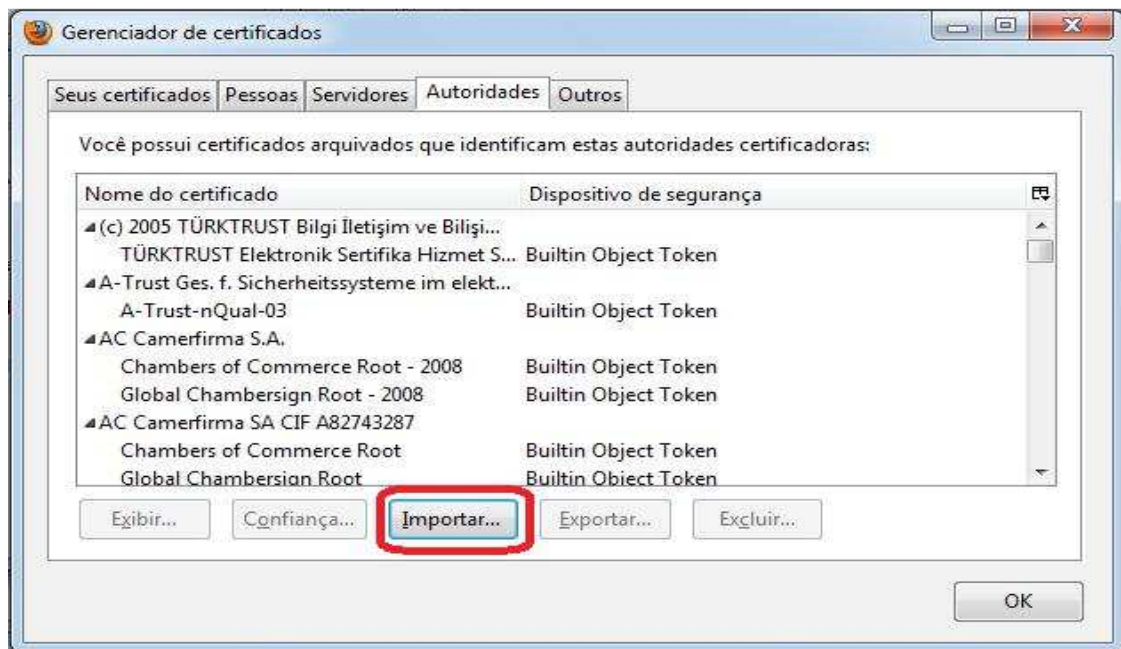 Gerenciador de certificados
Seus certificados Pessoas Servidores Autoridades Outros
Você possui certificados arquivados que identificam estas autoridades certificadoras:
Nome do certificado Dispositivo de segurança
(c) 2005 TÜRKTRUST Bilgi İletişim ve Bilişi...
TÜRKTRUST Elektronik Sertifika Hizmet S... Builtin Object Token
A-Trust Ges. f. Sicherheitssysteme im elekt...
A-Trust-nQual-03 Builtin Object Token
AC Camerfirma S.A.
Chambers of Commerce Root - 2008 Builtin Object Token
Global Chambersign Root - 2008 Builtin Object Token
AC Camerfirma SA CIF A82743287
Chambers of Commerce Root Builtin Object Token
Global Chambersign Root Builtin Object Token
Exibir... Confiança... Importar... Exportar... Excluir...
OK